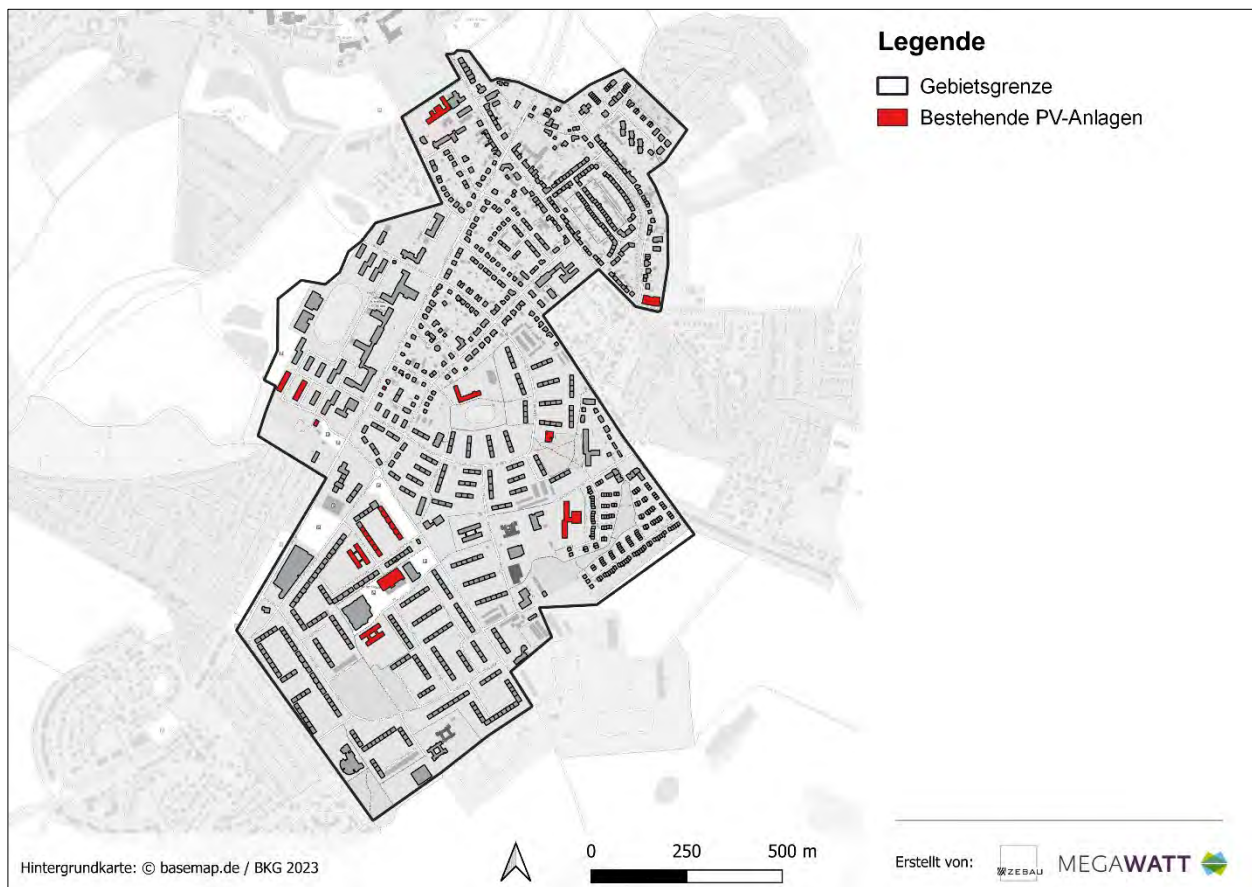 Legende
Gebietsgrenze
Bestehende PV-Anlagen
Hintergrundkarte: © basemap.de / BKG 2023
0 250 500 m
Erstellt von: ZEBAU MEGAWATT